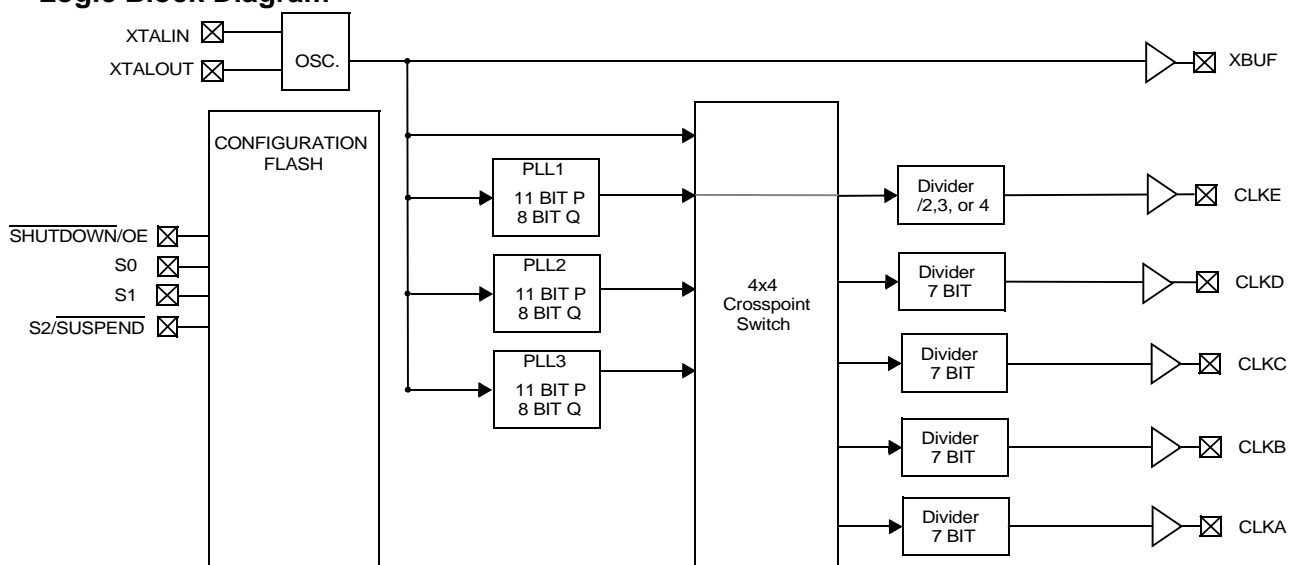 Logic Block Diagram
XTALIN
XTALOUT
OSC.
XBUF
CONFIGURATION
FLASH
SHUTDOWN/OE
S0
S1
S2/SUSPEND
PLL1
11 BIT P
8 BIT Q
PLL2
11 BIT P
8 BIT Q
PLL3
11 BIT P
8 BIT Q
4x4
Crosspoint
Switch
Divider
/2,3, or 4
CLKE
Divider
7 BIT
CLKD
Divider
7 BIT
CLKC
Divider
7 BIT
CLKB
Divider
7 BIT
CLKA